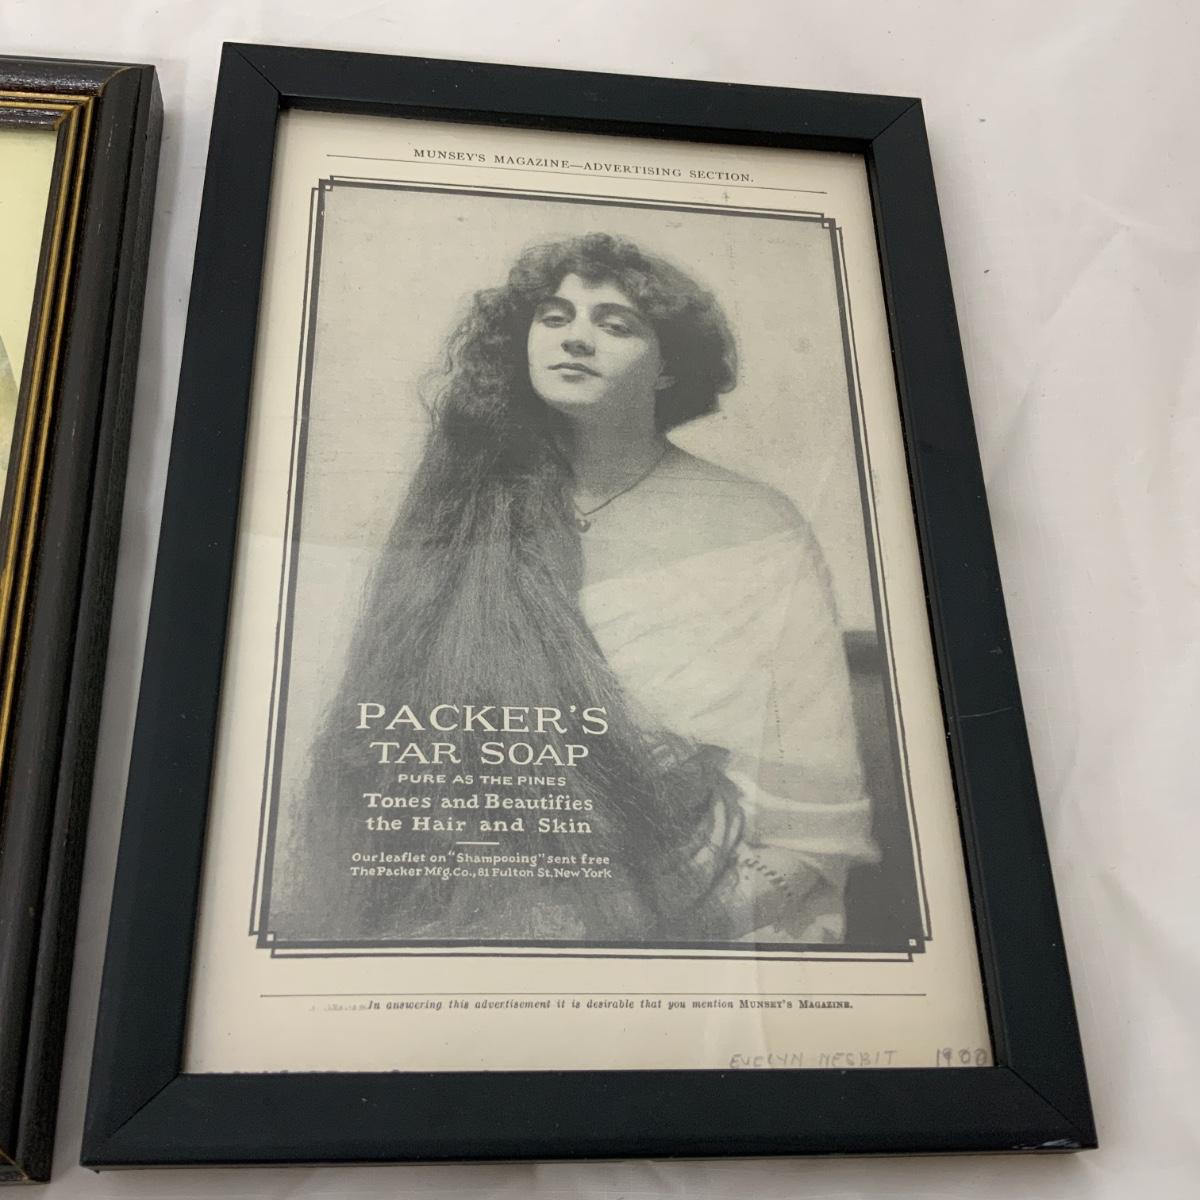 MUNSEY'S MAGAZINE—ADVERTISING SECTION.
PACKER'S
TAR SOAP
PURE AS THE PINES
Tones and Beautifies
the Hair and Skin
Our leaflet on "Shampooing" sent free
The Packer Mfg. Co., 81 Fulton St. New York
In answering this advertisement it is desirable that you mention MUNSEY'S MAGAZINE.
EVELYN NESBIT 1900